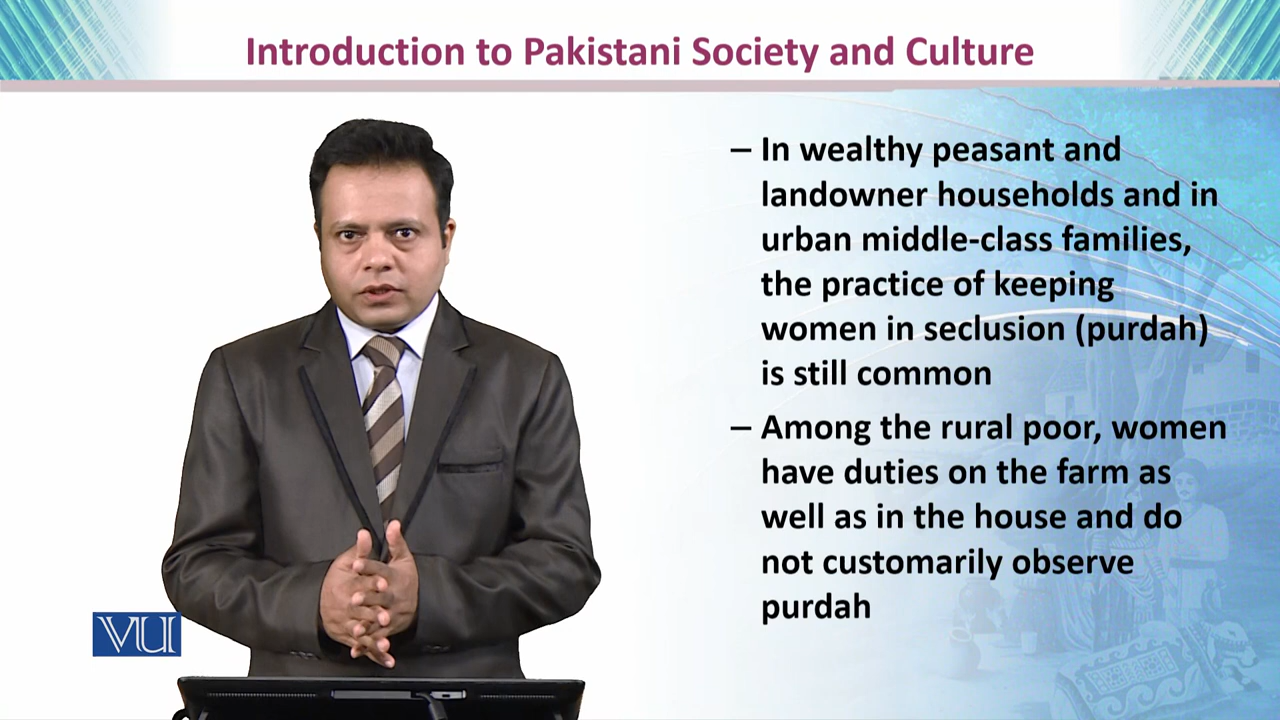 Introduction to Pakistani Society and Culture
– In wealthy peasant and
landowner households and in
urban middle-class families,
the practice of keeping
women in seclusion (purdah)
is still common
– Among the rural poor, women
have duties on the farm as
well as in the house and do
not customarily observe
purdah
VU